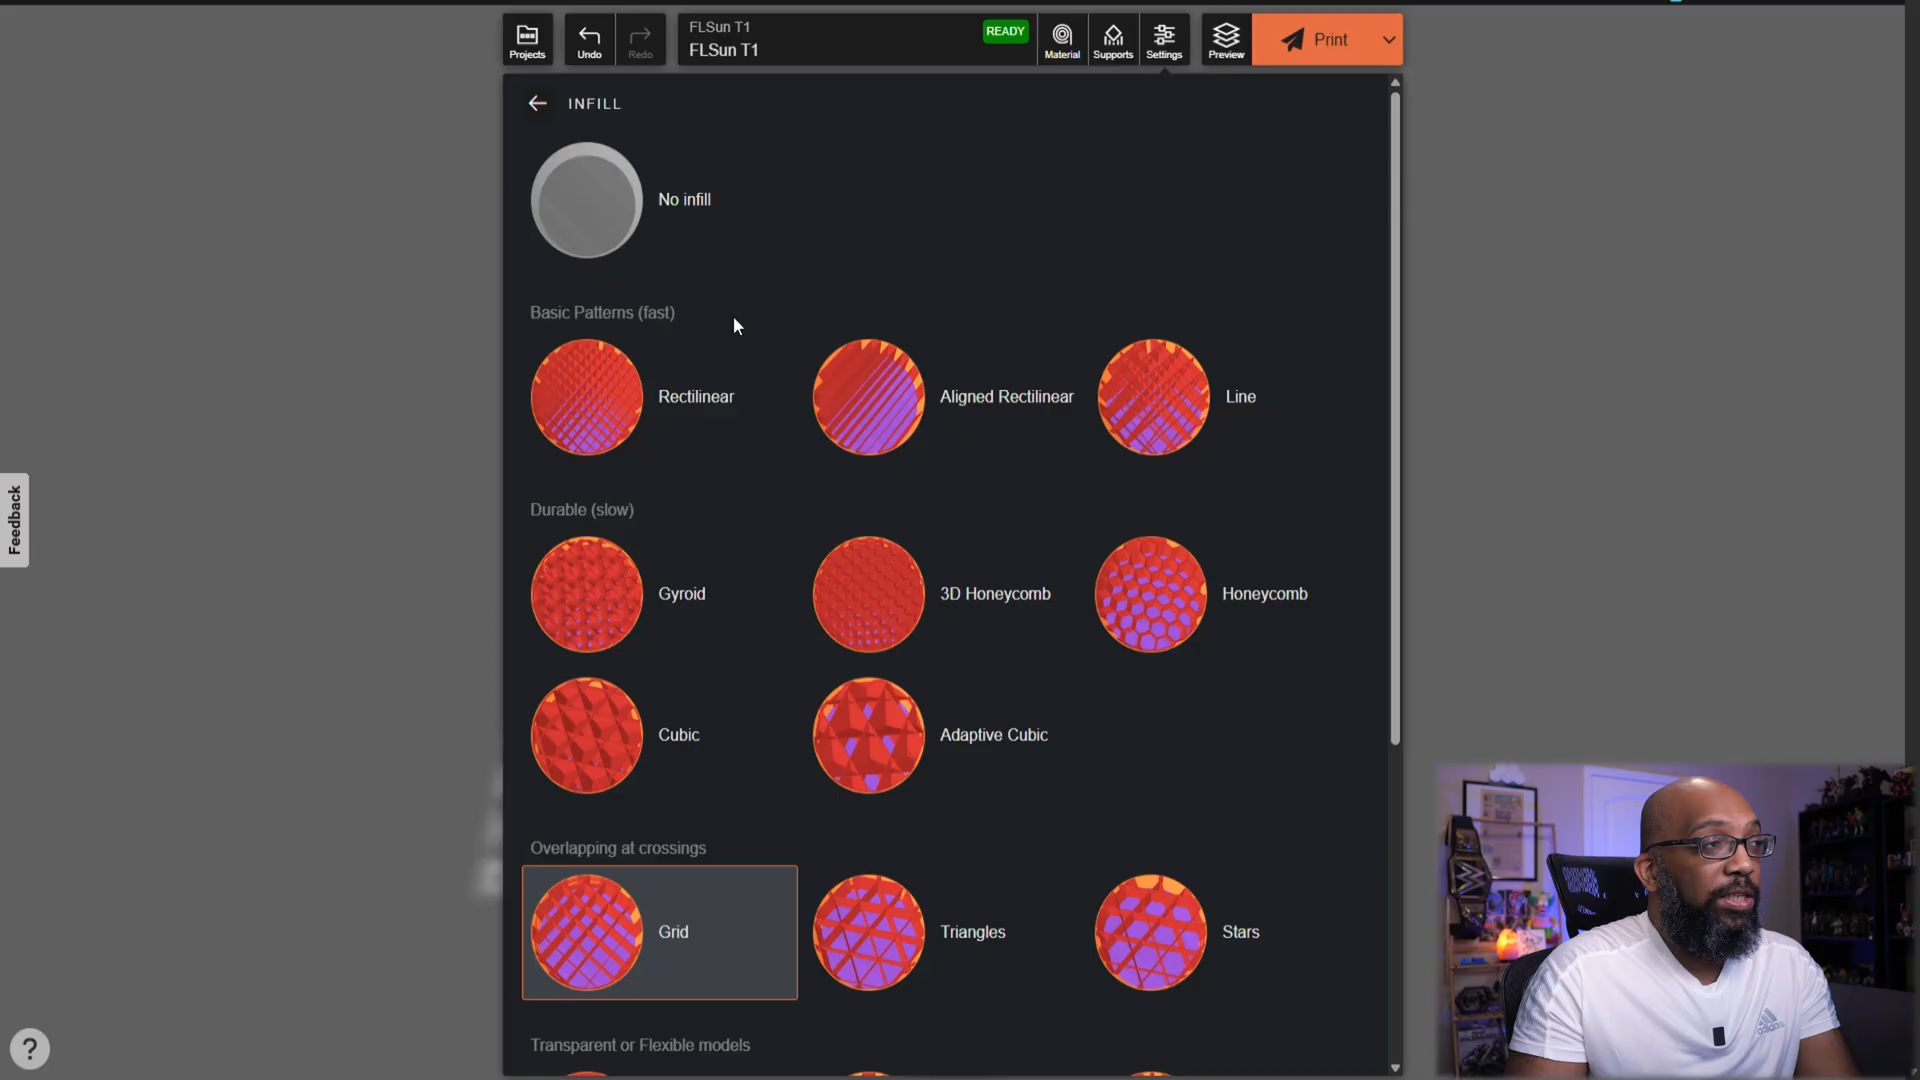 Projects
Undo
Redo
FLSun T1
FLSun T1
READY
Material
Supports
Settings
Preview
Print
INFILL
No infill
Basic Patterns (fast)
Rectilinear
Aligned Rectilinear
Line
Durable (slow)
Gyroid
3D Honeycomb
Honeycomb
Cubic
Adaptive Cubic
Overlapping at crossings
Grid
Triangles
Stars
Transparent or Flexible models
Feedback
?
adidas